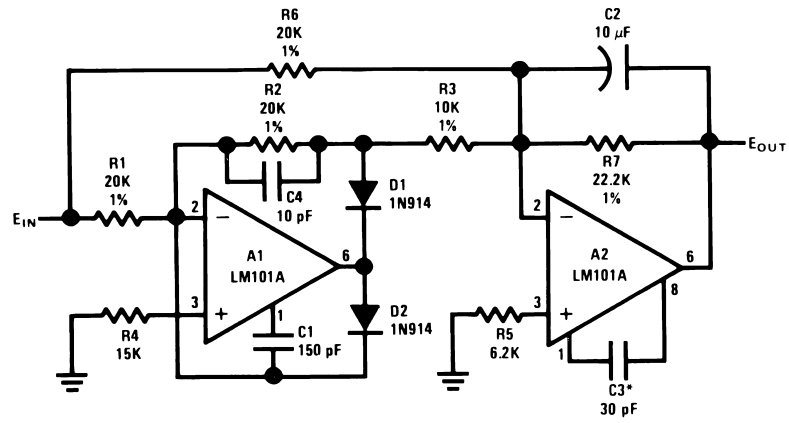 R6
20K
1%
C2
10 µF
R2
20K
1%
R3
10K
1%
R1
20K
1%
C4
10 pF
D1
1N914
R7
22.2K
1%
E_OUT
E_IN
2
−
A1
LM101A
6
3
+
1
R4
15K
C1
150 pF
D2
1N914
2
−
A2
LM101A
6
8
3
+
1
R5
6.2K
C3*
30 pF